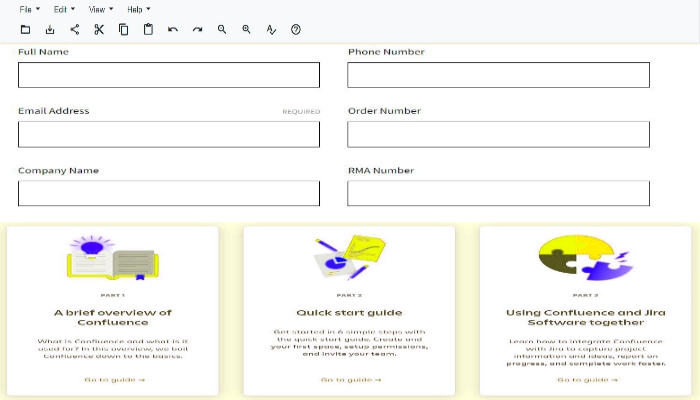 File Edit View Help
Full Name Phone Number
Email Address REQUIRED Order Number
Company Name RMA Number
PART 1
A brief overview of
Confluence
What is Confluence and what is it
used for? In this overview, we boil
Confluence down to the basics.
Go to guide →
PART 2
Quick start guide
Get started in 6 simple steps with
the quick start guide. Create and
your first space, setup permissions,
and invite your team.
Go to guide →
PART 3
Using Confluence and Jira
Software together
Learn how to integrate Confluence
with Jira to capture project
information and ideas, report on
progress, and complete work faster.
Go to guide →